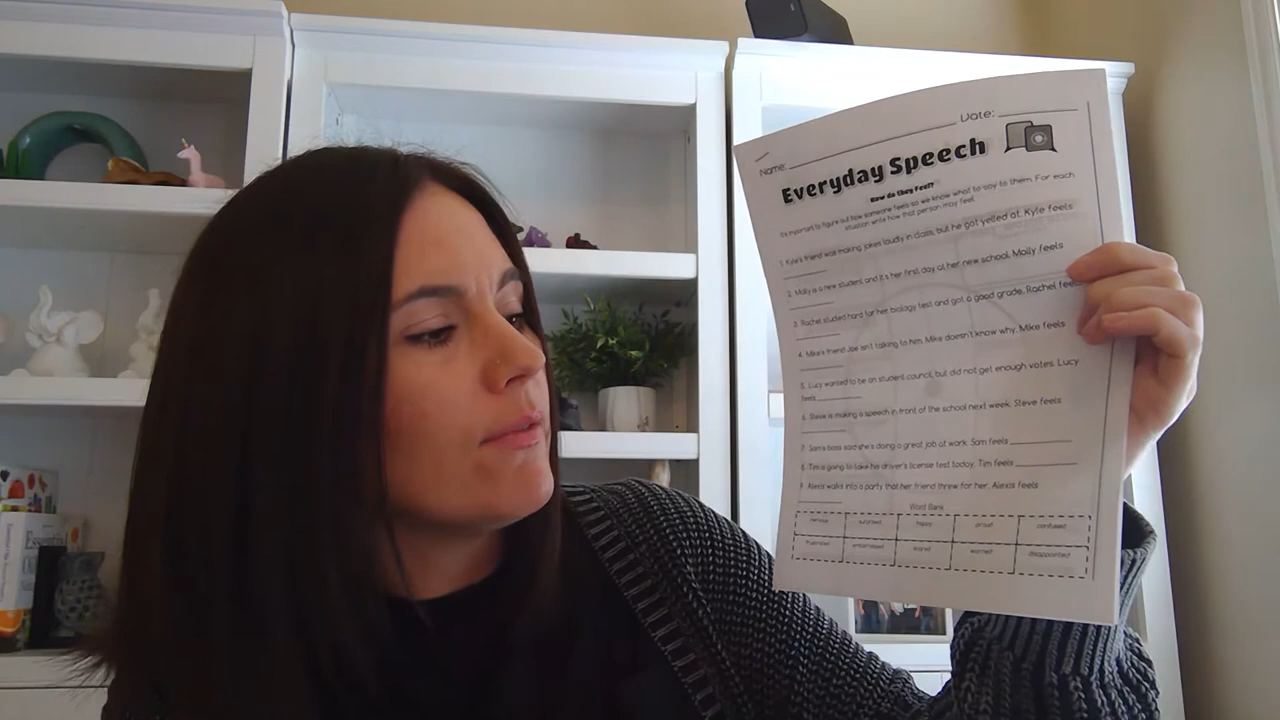 Name: Date:
Everyday Speech
How do they Feel?
It's important to figure out how someone feels so we know what to say to them. For each
situation write how that person may feel.
1. Kyle's friend was making jokes loudly in class, but he got yelled at. Kyle feels
2. Molly is a new student and it's her first day at her new school. Molly feels
3. Rachel studied hard for her biology test and got a good grade. Rachel feels
4. Mike's friend Joe isn't talking to him. Mike doesn't know why. Mike feels
5. Lucy wanted to be on student council, but did not get enough votes. Lucy
feels
6. Steve is making a speech in front of the school next week. Steve feels
7. Sam's boss said she's doing a great job at work. Sam feels
8. Tim is going to take his driver's license test today. Tim feels
9. Alexis walks into a party that her friend threw for her. Alexis feels
Word Bank
nervous surprised happy proud confused
frustrated embarrassed scared worried disappointed
Essential